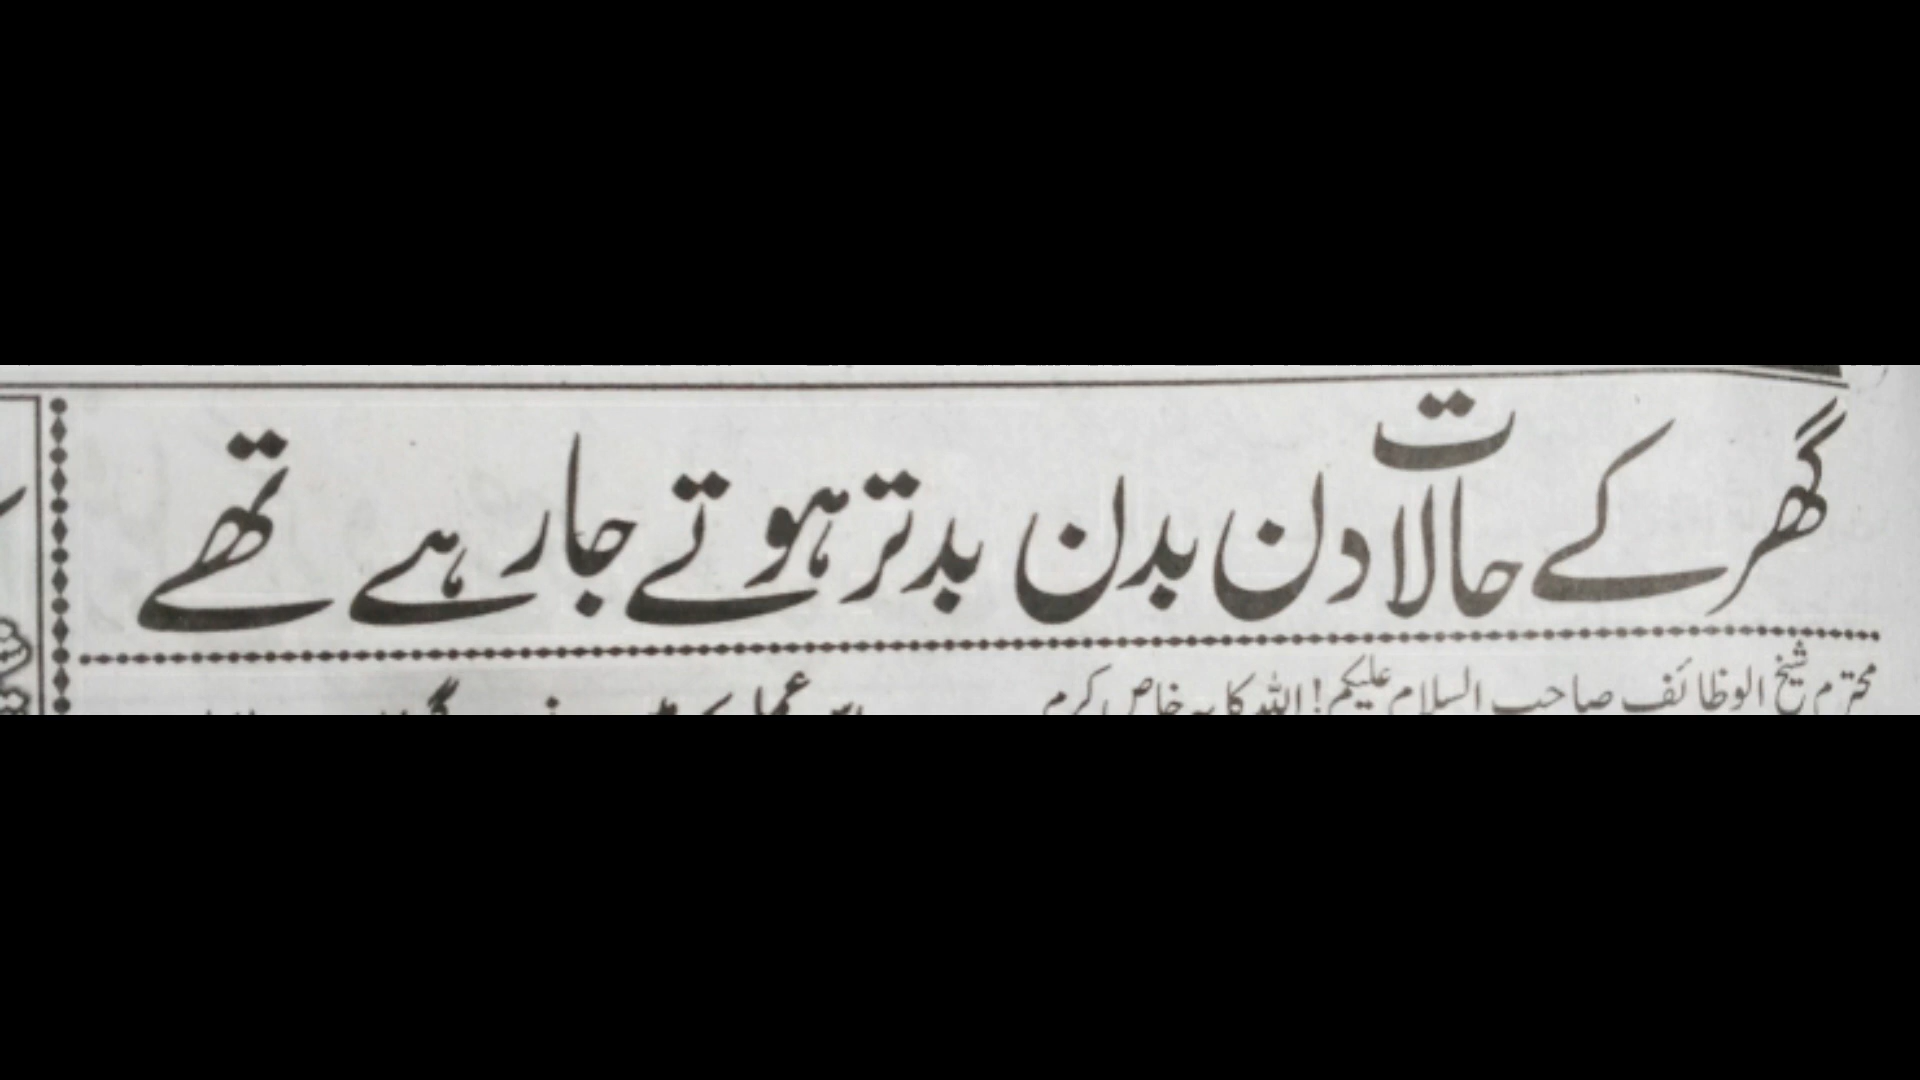 گھر کے حالات دن بدن بدتر ہوتے جا رہے تھے
محترم شیخ الوظائف صاحب السلام علیکم! اللہ کا یہ خاص کرم